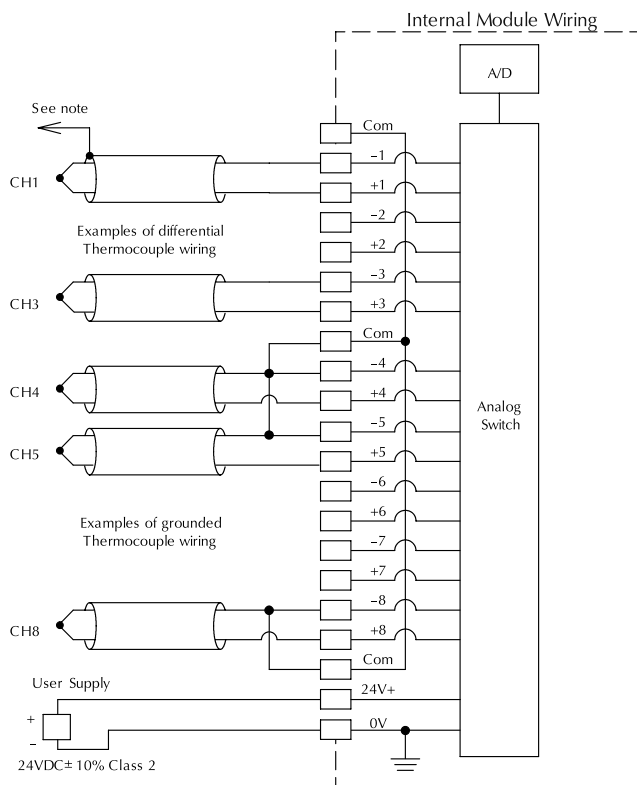 Internal Module Wiring
A/D
See note
Com
–1
CH1
+1
–2
Examples of differential
Thermocouple wiring
+2
–3
CH3
+3
Com
–4
CH4
+4
Analog
Switch
–5
CH5
+5
–6
Examples of grounded
Thermocouple wiring
+6
–7
+7
–8
CH8
+8
Com
User Supply
24V+
+
0V
–
24VDC± 10% Class 2